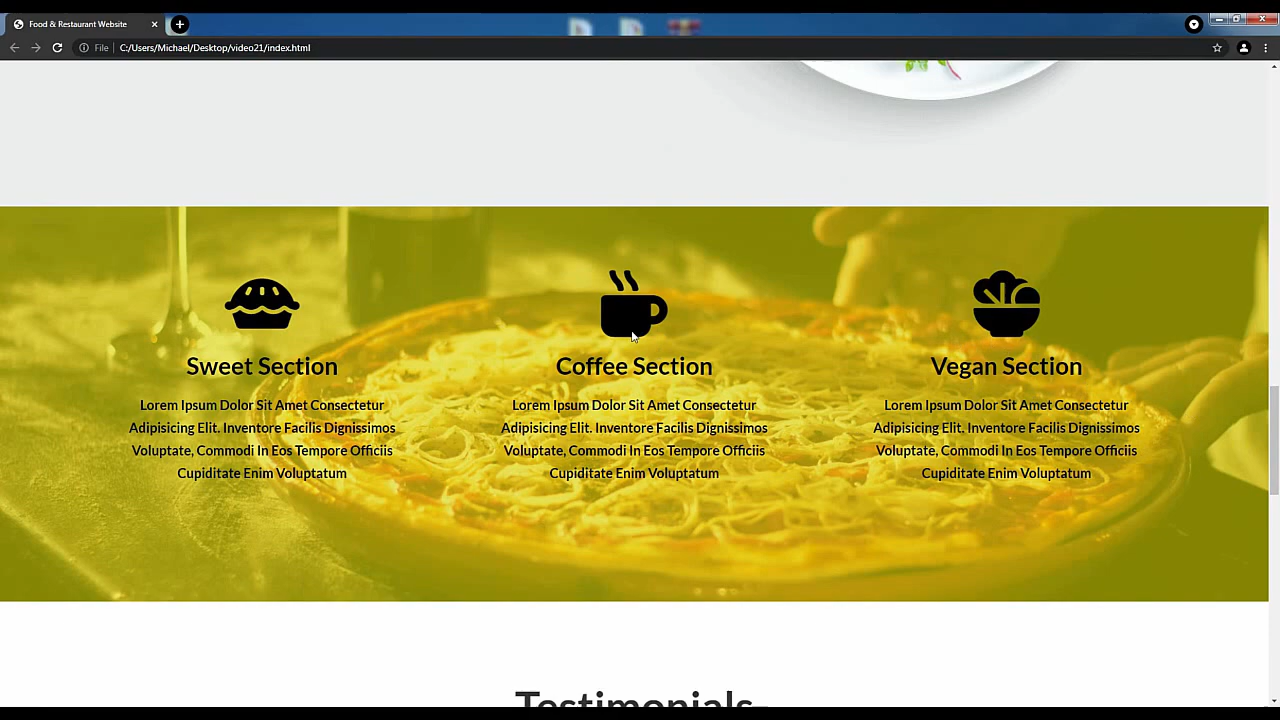 Food & Restaurant Website
File
C:/Users/Michael/Desktop/video21/index.html
Sweet Section
Lorem Ipsum Dolor Sit Amet Consectetur
Adipisicing Elit. Inventore Facilis Dignissimos
Voluptate, Commodi In Eos Tempore Officiis
Cupiditate Enim Voluptatum
Coffee Section
Lorem Ipsum Dolor Sit Amet Consectetur
Adipisicing Elit. Inventore Facilis Dignissimos
Voluptate, Commodi In Eos Tempore Officiis
Cupiditate Enim Voluptatum
Vegan Section
Lorem Ipsum Dolor Sit Amet Consectetur
Adipisicing Elit. Inventore Facilis Dignissimos
Voluptate, Commodi In Eos Tempore Officiis
Cupiditate Enim Voluptatum
Testimonials